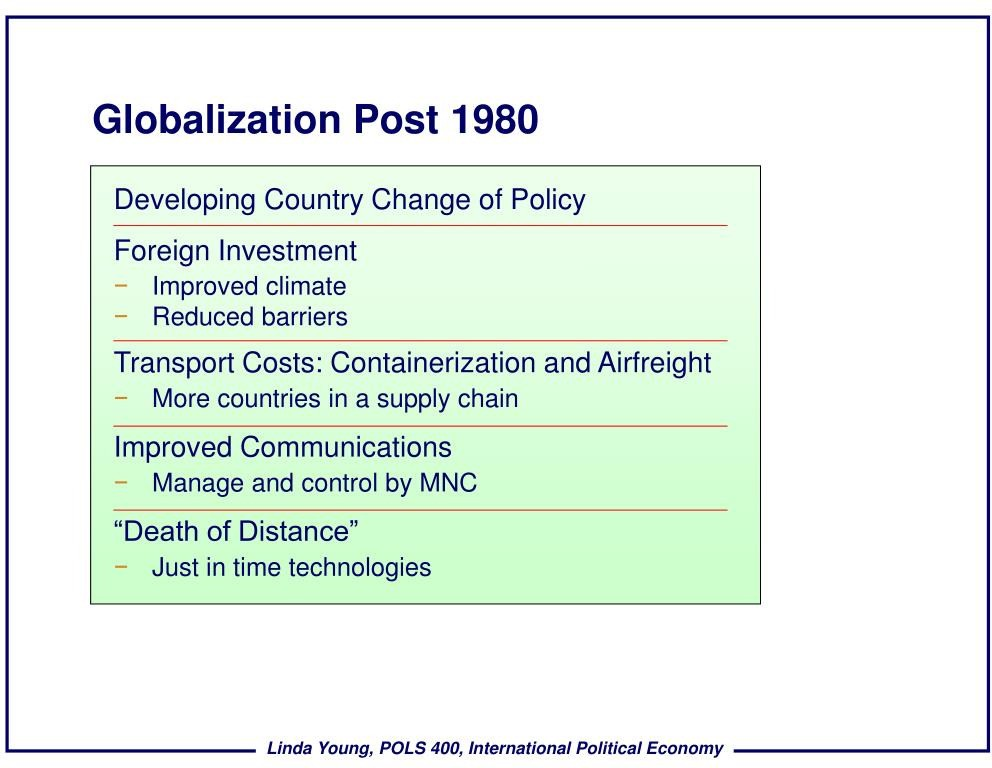 Globalization Post 1980
Developing Country Change of Policy
Foreign Investment
– Improved climate
– Reduced barriers
Transport Costs: Containerization and Airfreight
– More countries in a supply chain
Improved Communications
– Manage and control by MNC
“Death of Distance”
– Just in time technologies
Linda Young, POLS 400, International Political Economy